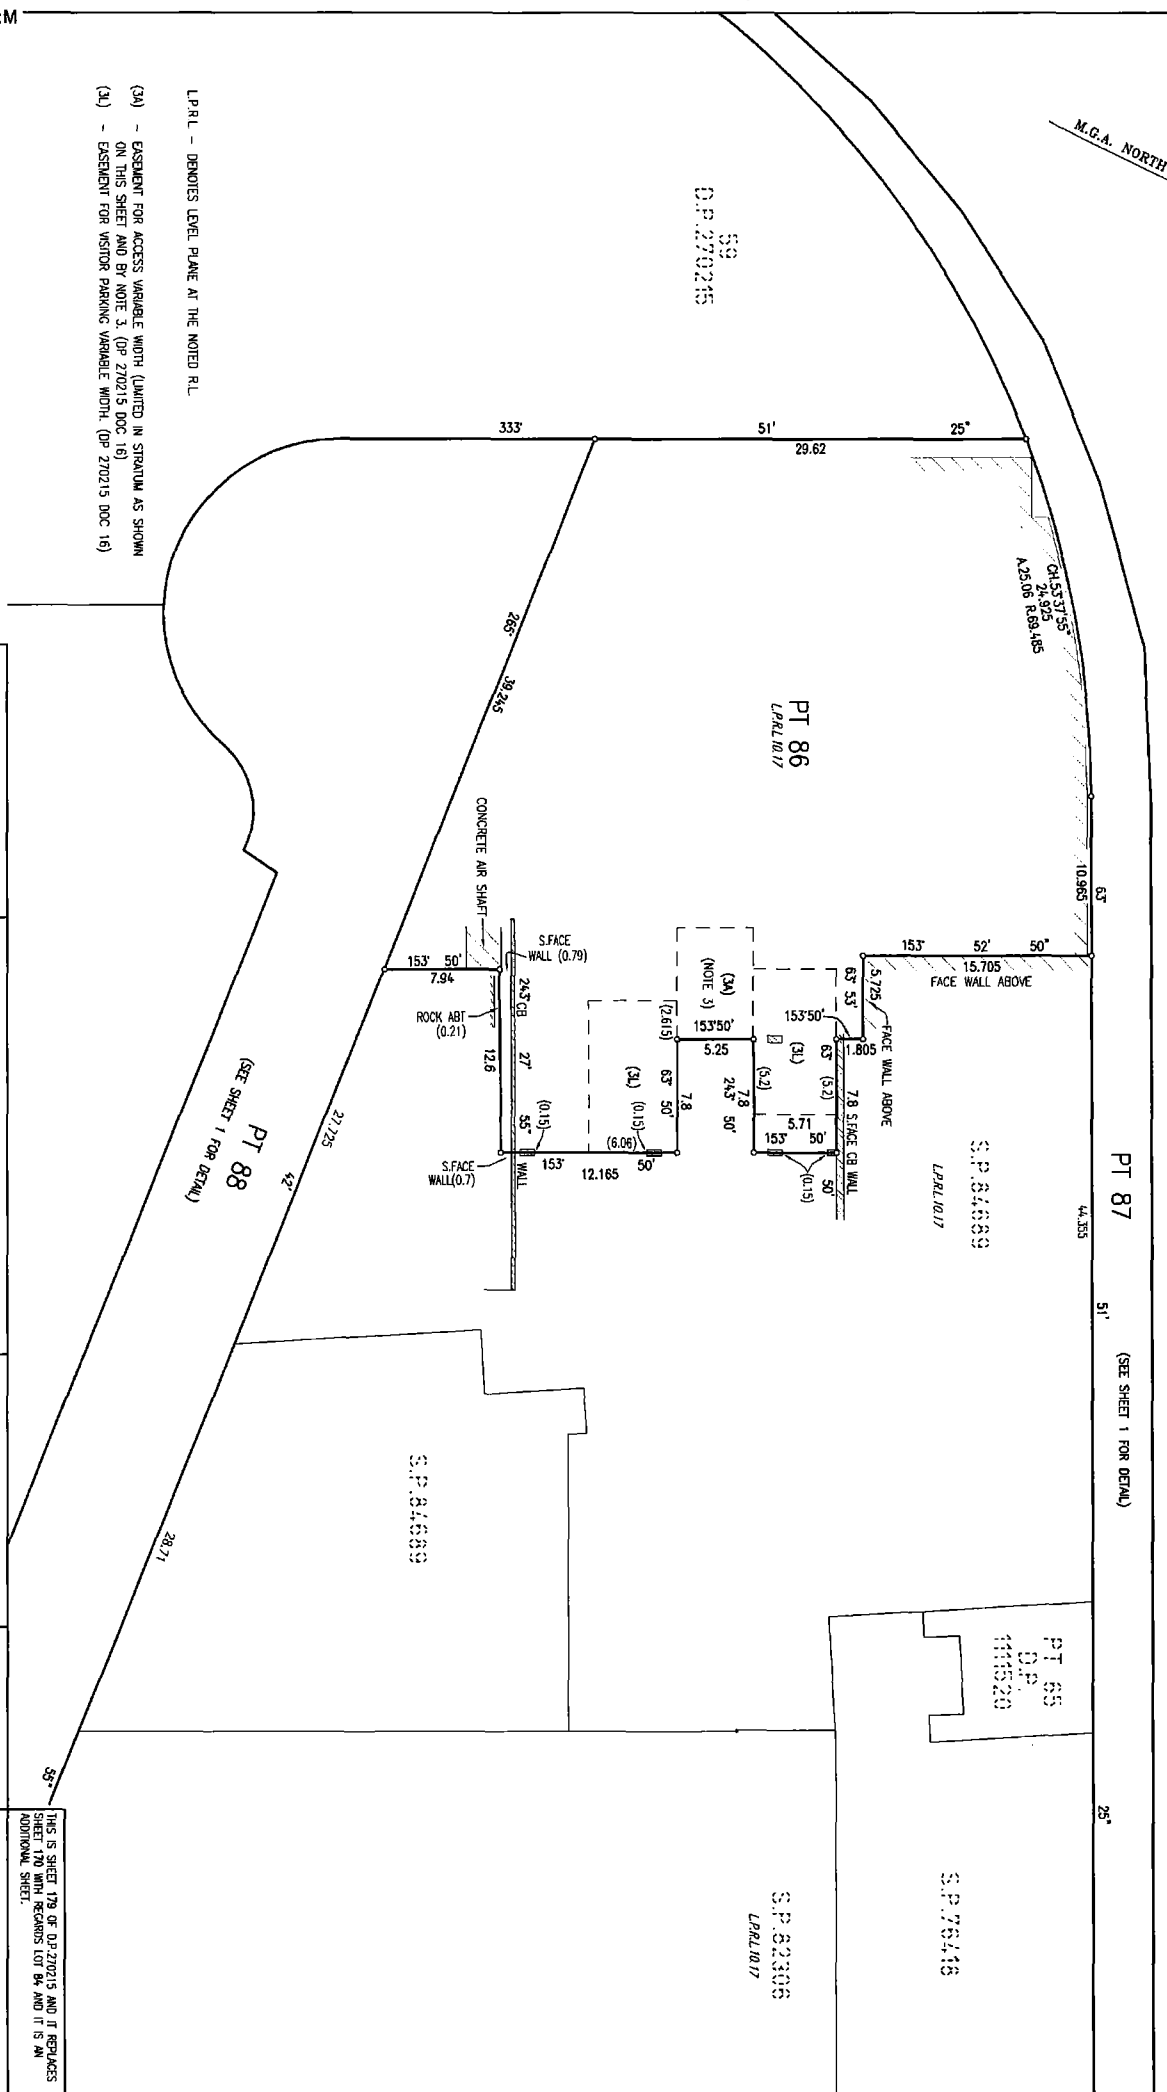 :M
M.G.A. NORTH
L.P.R.L - DENOTES LEVEL PLANE AT THE NOTED R.L.
(3A) - EASEMENT FOR ACCESS VARIABLE WIDTH (LIMITED IN STRATUM AS SHOWN
ON THIS SHEET AND BY NOTE 3. (DP 270215 DOC 16)
(3L) - EASEMENT FOR VISITOR PARKING VARIABLE WIDTH. (DP 270215 DOC 16)
59
D.P.270215
333'
51'
25"
29.62
CH.53°37'55"
24.925
A.25.06 R.69.485
265'
39.245
PT 86
L.P.R.L 10.17
63'
10.965
153' 52' 50"
15.705
FACE WALL ABOVE
5.725
63' 53'
FACE WALL ABOVE
153'50'
1.805
CONCRETE AIR SHAFT
S.FACE
WALL (0.79)
153' 50'
7.94
ROCK ABT
(0.21)
12.6
243' CB
27'
55"
WALL
(3A)
(NOTE 3)
(2.615)
153'50'
5.25
(3L)
63'
(5.2)
7.8 S.FACE CB WALL
50'
(5.2)
7.8
243' 50'
5.71
153' 50'
(0.15)
(3L)
63' 50'
7.8
(0.15)
(6.06)
(0.15)
153'
50'
12.165
S.FACE
WALL(0.7)
S.P.84689
L.P.R.L 10.17
PT 87
(SEE SHEET 1 FOR DETAIL)
44.355
51'
25"
PT 88
(SEE SHEET 1 FOR DETAIL)
27.725
42'
28.71
55"
S.P.84689
PT 65
D.P.
1111520
S.P.76418
S.P.82306
L.P.R.L 10.17
THIS IS SHEET 179 OF D.P.270215 AND IT REPLACES
SHEET 170 WITH REGARDS LOT 84 AND IT IS AN
ADDITIONAL SHEET.